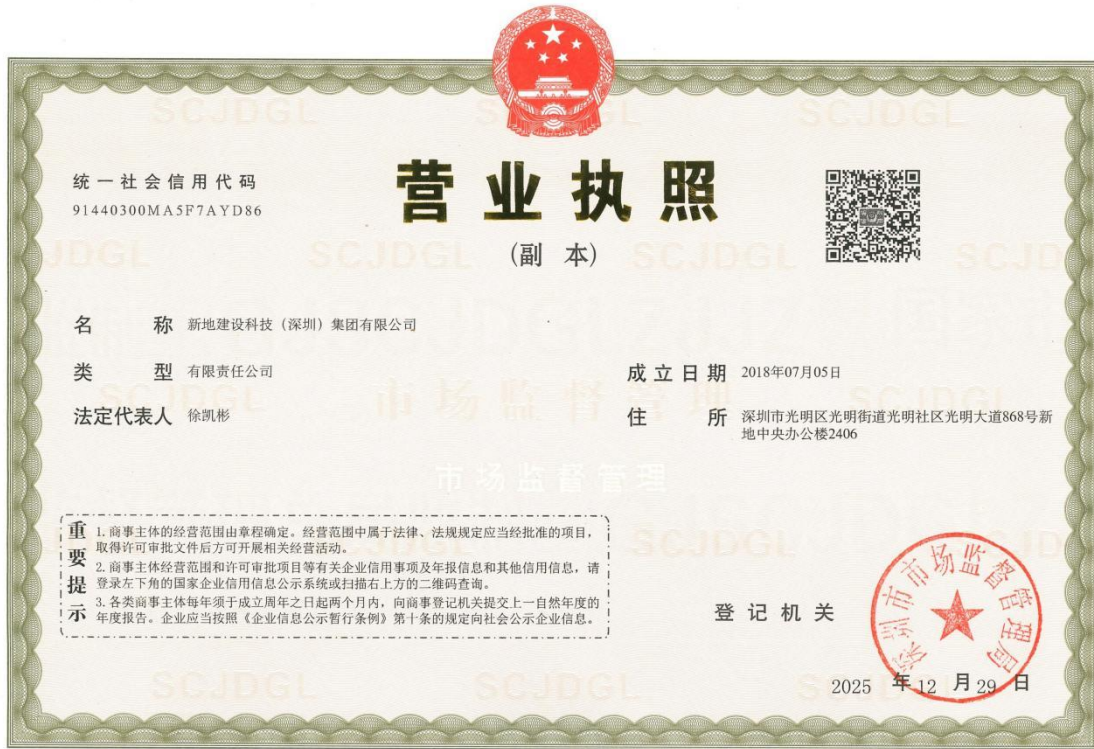 统一社会信用代码
91440300MA5F7AYD86
营业执照
(副 本)
名 称 新地建设科技（深圳）集团有限公司
类 型 有限责任公司
法定代表人 徐凯彬
成立日期 2018年07月05日
住 所 深圳市光明区光明街道光明社区光明大道868号新
地中央办公楼2406
市场监督管理
市场监督管理
重要提示
1. 商事主体的经营范围由章程确定。经营范围中属于法律、法规规定应当经批准的项目，
取得许可审批文件后方可开展相关经营活动。
2. 商事主体经营范围和许可审批项目等有关企业信用事项及年报信息和其他信用信息，请
登录左下角的国家企业信用信息公示系统或扫描右上方的二维码查询。
3. 各类商事主体每年须于成立周年之日起两个月内，向商事登记机关提交上一自然年度的
年度报告。企业应当按照《企业信息公示暂行条例》第十条的规定向社会公示企业信息。
登记机关
深圳市市场监督管理局
2025 年 12 月 29 日
SCJDGL